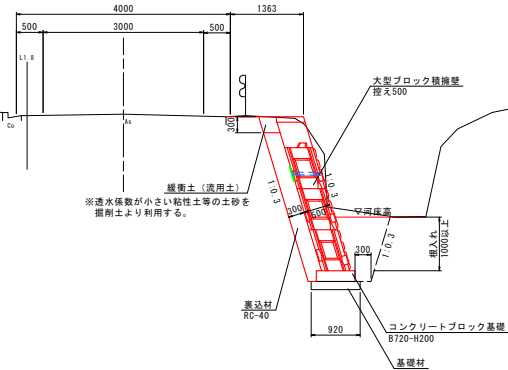 4000
1363
500
3000
500
L1.8
Co
As
300
大型ブロック積擁壁
控え500
緩衝土（流用土）
※透水係数が小さい粘性土等の土砂を
掘削土より利用する。
1:0.3
1:0.3
300
500
▽河床高
300
1:0.3
根入れ
1000以上
裏込材
RC-40
920
コンクリートブロック基礎
B720-H200
基礎材